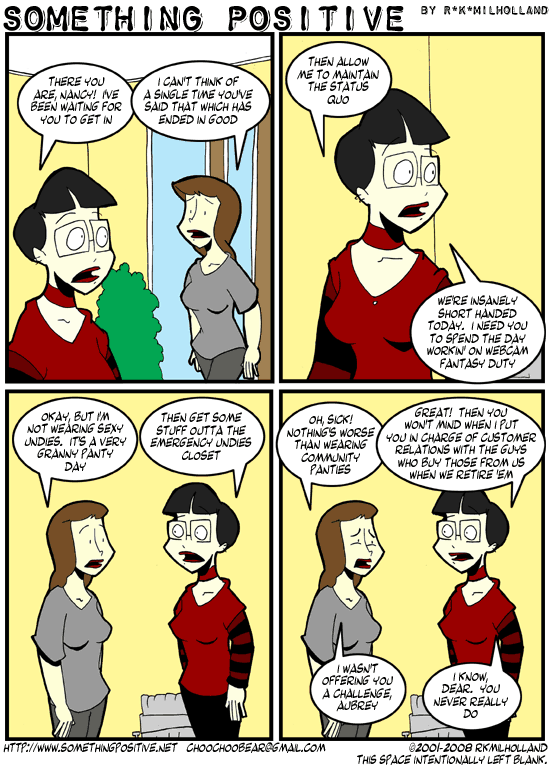 SOMETHING POSITIVE BY R*K*MILHOLLAND
THERE YOU
ARE, NANCY! I'VE
BEEN WAITING FOR
YOU TO GET IN
I CAN'T THINK OF
A SINGLE TIME YOU'VE
SAID THAT WHICH HAS
ENDED IN GOOD
THEN ALLOW
ME TO MAINTAIN
THE STATUS
QUO
WE'RE INSANELY
SHORT HANDED
TODAY. I NEED YOU
TO SPEND THE DAY
WORKIN' ON WEBCAM
FANTASY DUTY
OKAY, BUT I'M
NOT WEARING SEXY
UNDIES. IT'S A VERY
GRANNY PANTY
DAY
THEN GET SOME
STUFF OUTTA THE
EMERGENCY UNDIES
CLOSET
OH, SICK!
NOTHING'S WORSE
THAN WEARING
COMMUNITY
PANTIES
GREAT! THEN YOU
WON'T MIND WHEN I PUT
YOU IN CHARGE OF CUSTOMER
RELATIONS WITH THE GUYS
WHO BUY THOSE FROM US
WHEN WE RETIRE 'EM
I WASN'T
OFFERING YOU
A CHALLENGE,
AUBREY
I KNOW,
DEAR. YOU
NEVER REALLY
DO
HTTP://WWW.SOMETHINGPOSITIVE.NET CHOOCHOOBEAR@GMAIL.COM ©2001-2008 RKMILHOLLAND
THIS SPACE INTENTIONALLY LEFT BLANK.